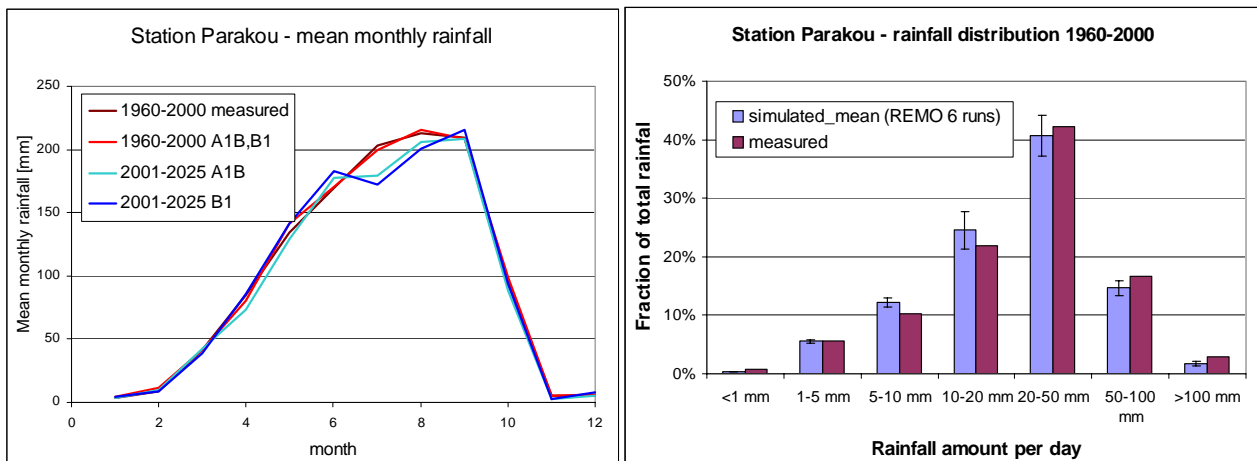 Station Parakou - mean monthly rainfall
250
200
150
100
50
0
Mean monthly rainfall [mm]
1960-2000 measured
1960-2000 A1B,B1
2001-2025 A1B
2001-2025 B1
0 2 4 6 8 10 12
month
Station Parakou - rainfall distribution 1960-2000
50%
40%
30%
20%
10%
0%
Fraction of total rainfal
simulated_mean (REMO 6 runs)
measured
<1 mm 1-5 mm 5-10 mm 10-20 mm 20-50 mm 50-100 >100 mm
mm
Rainfall amount per day